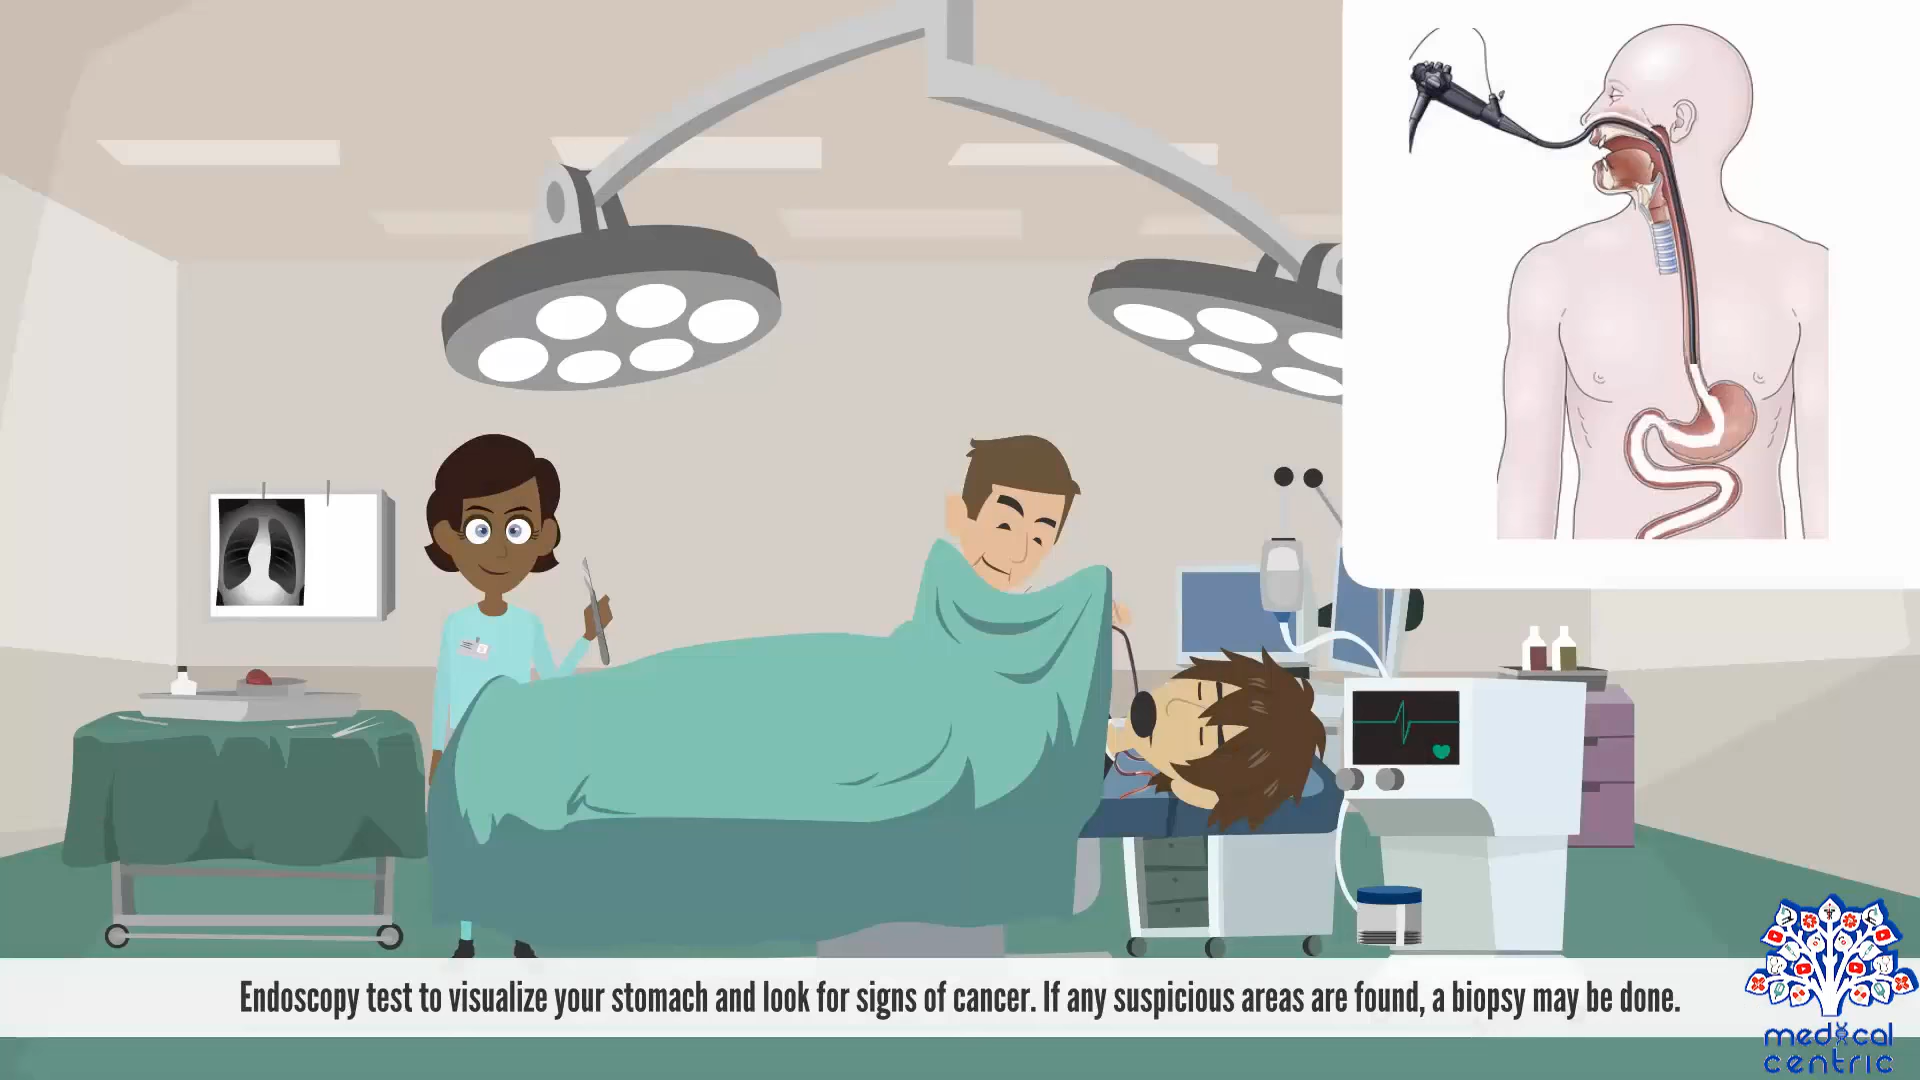 Endoscopy test to visualize your stomach and look for signs of cancer. If any suspicious areas are found, a biopsy may be done.
medical
centric